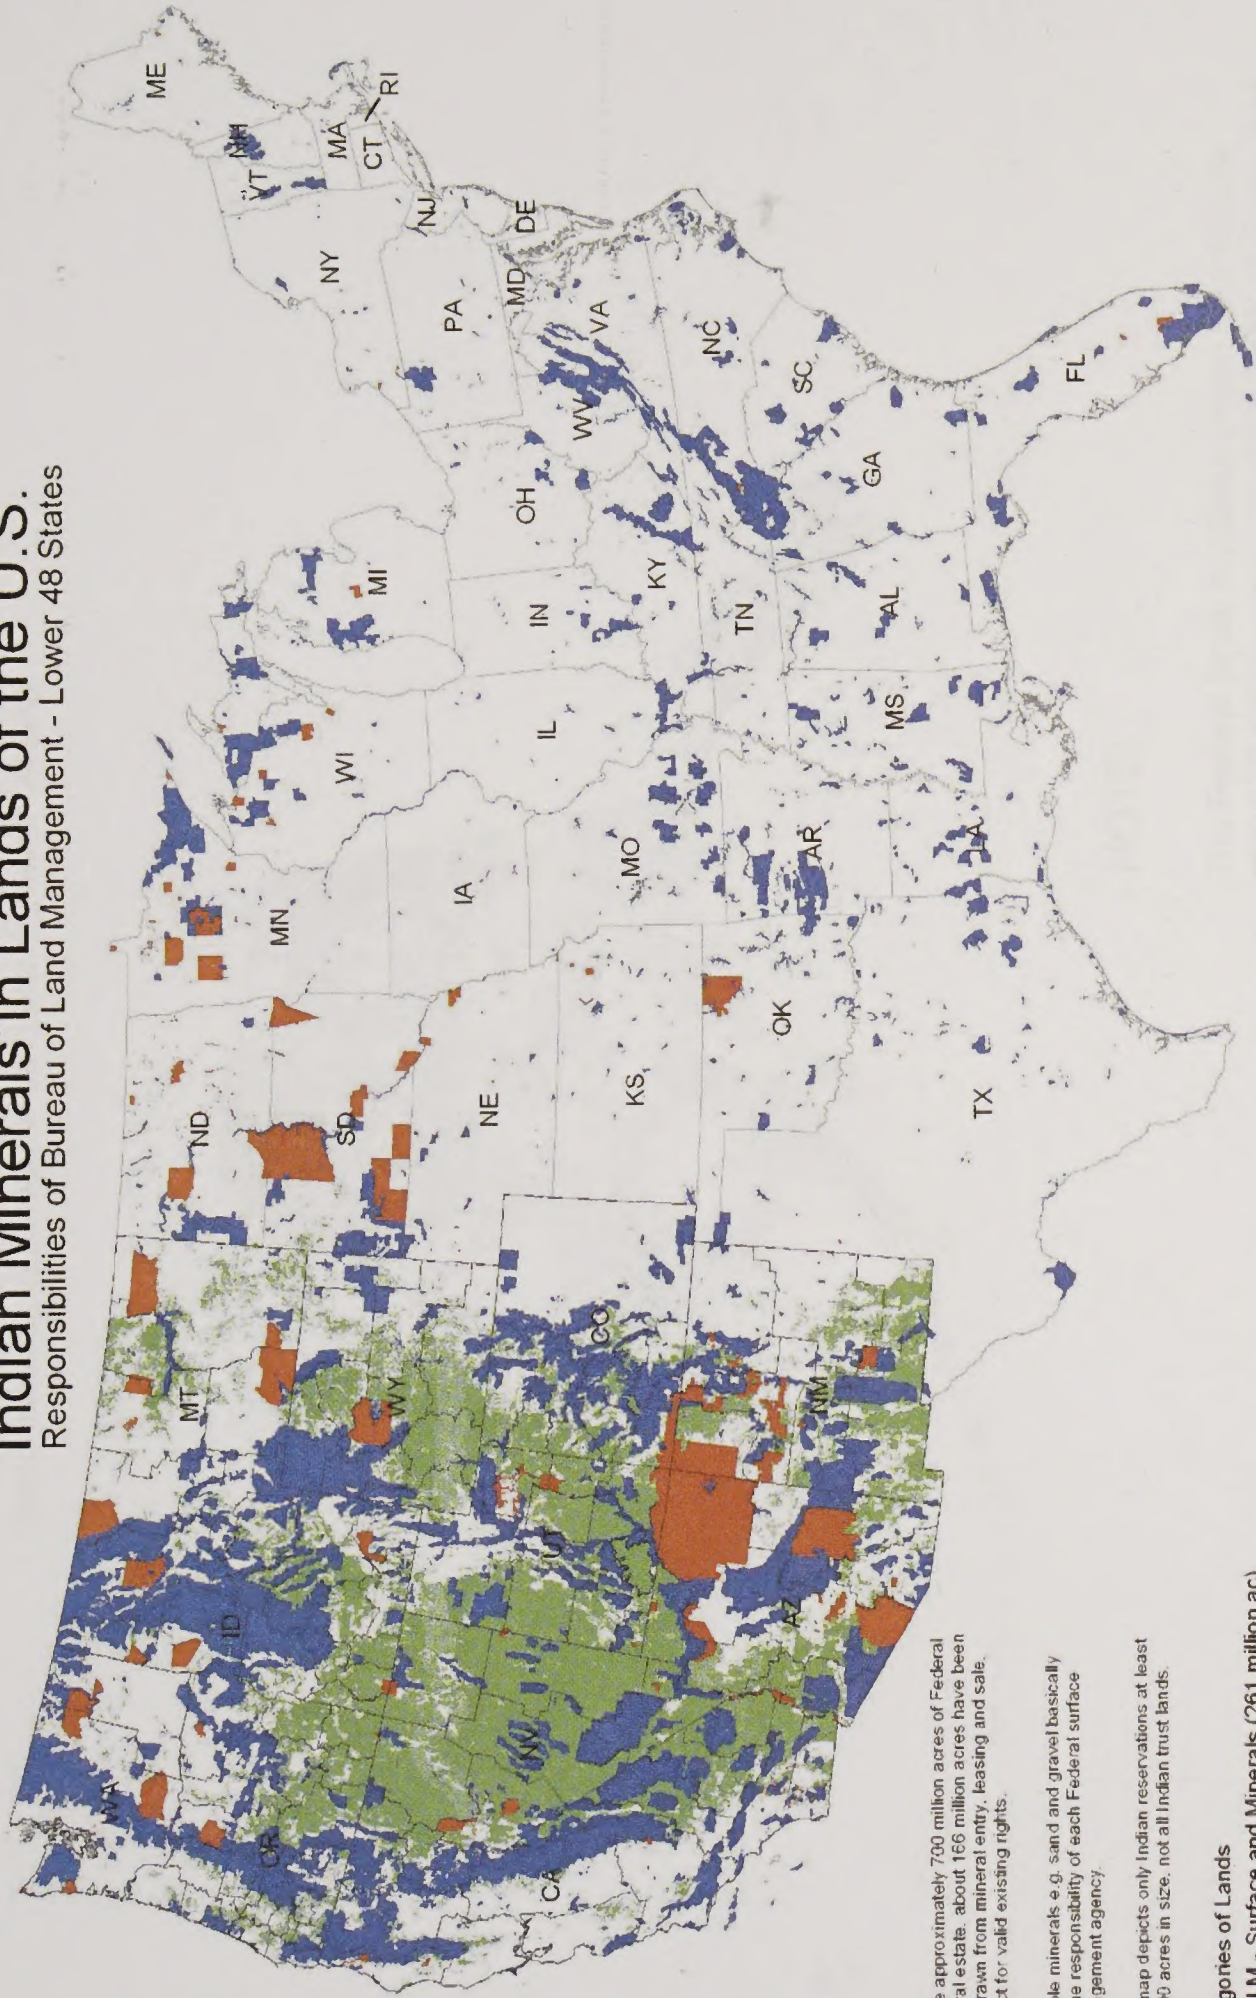 Indian Minerals in Lands of the U.S.
Responsibilities of Bureau of Land Management - Lower 48 States
WA
OR
CA
ID
NV
MT
WY
UT
AZ
CO
NM
ND
SD
NE
KS
OK
TX
MN
IA
MO
AR
LA
WI
IL
MS
MI
IN
KY
TN
AL
OH
WV
GA
FL
SC
NC
VA
PA
MD
DE
NJ
NY
VT
NH
MA
CT
RI
ME
approximately 700 million acres of Federal
estate, about 166 million acres have been
from mineral entry, leasing and sale,
for valid existing rights.
minerals e.g. sand and gravel basically
responsibility of each Federal surface
agency.
map depicts only Indian reservations at least
acres in size, not all Indian trust lands.
of Lands
Surface and Minerals (261 million ac)